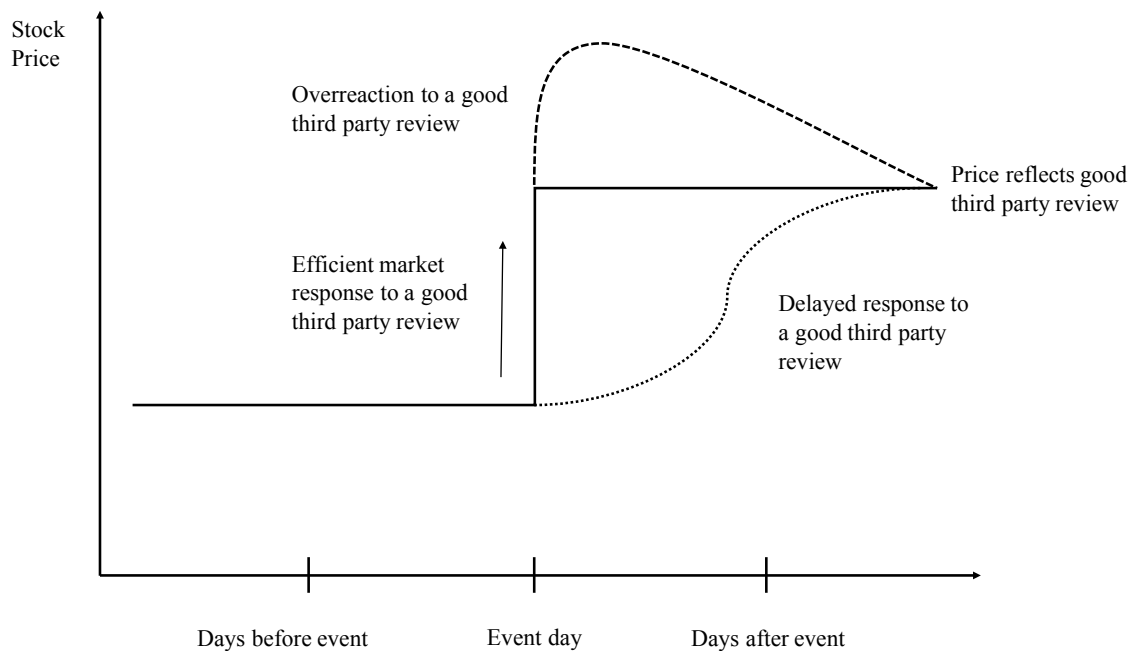 Stock
Price
Overreaction to a good
third party review
Price reflects good
third party review
Efficient market
response to a good
third party review
Delayed response to
a good third party
review
Days before event
Event day
Days after event